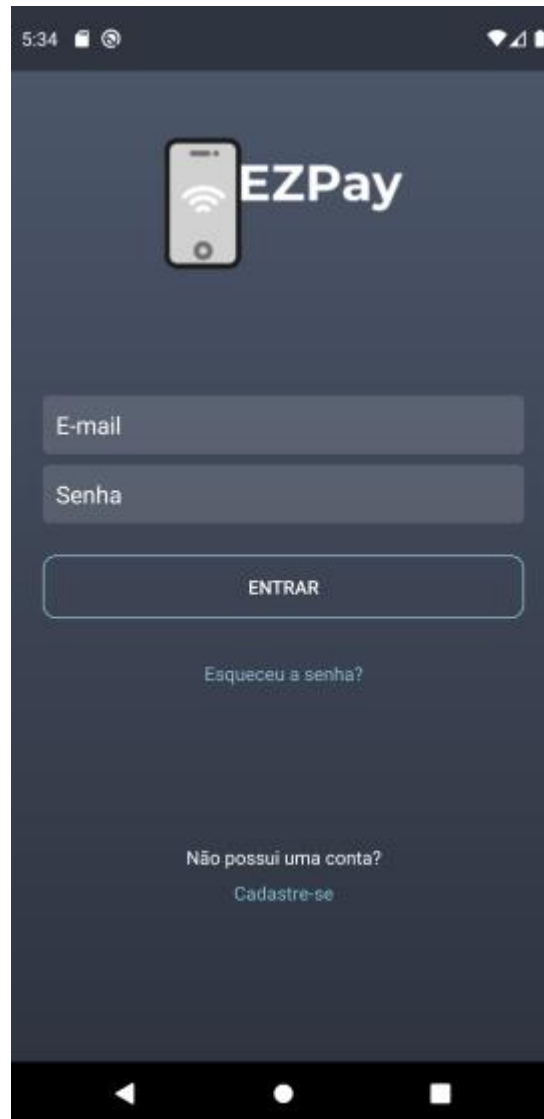 5:34
EZPay
E-mail
Senha
ENTRAR
Esqueceu a senha?
Não possui uma conta?
Cadastre-se